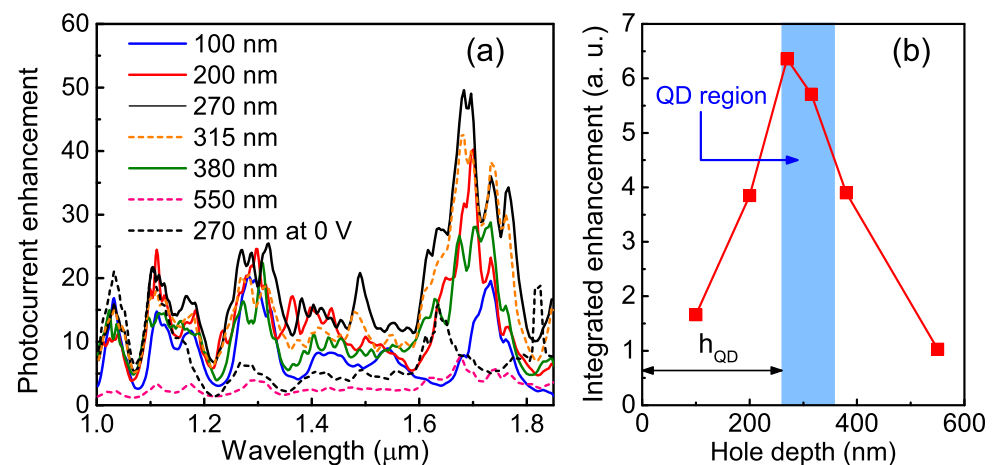 60
50
40
30
20
10
0
Photocurrent enhancement
100 nm
200 nm
270 nm
315 nm
380 nm
550 nm
270 nm at 0 V
(a)
1.0 1.2 1.4 1.6 1.8
Wavelength (μm)
7
6
5
4
3
2
1
0
Integrated enhancement (a. u.)
(b)
QD region
hQD
0 200 400 600
Hole depth (nm)